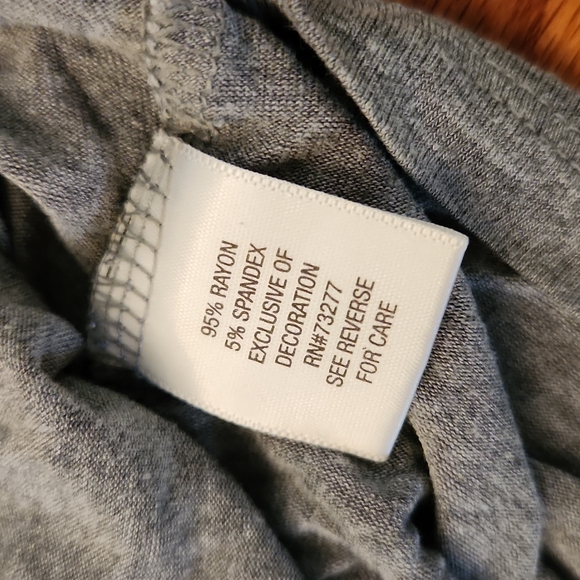 95% RAYON
5% SPANDEX
EXCLUSIVE OF
DECORATION
RN#73277
SEE REVERSE
FOR CARE